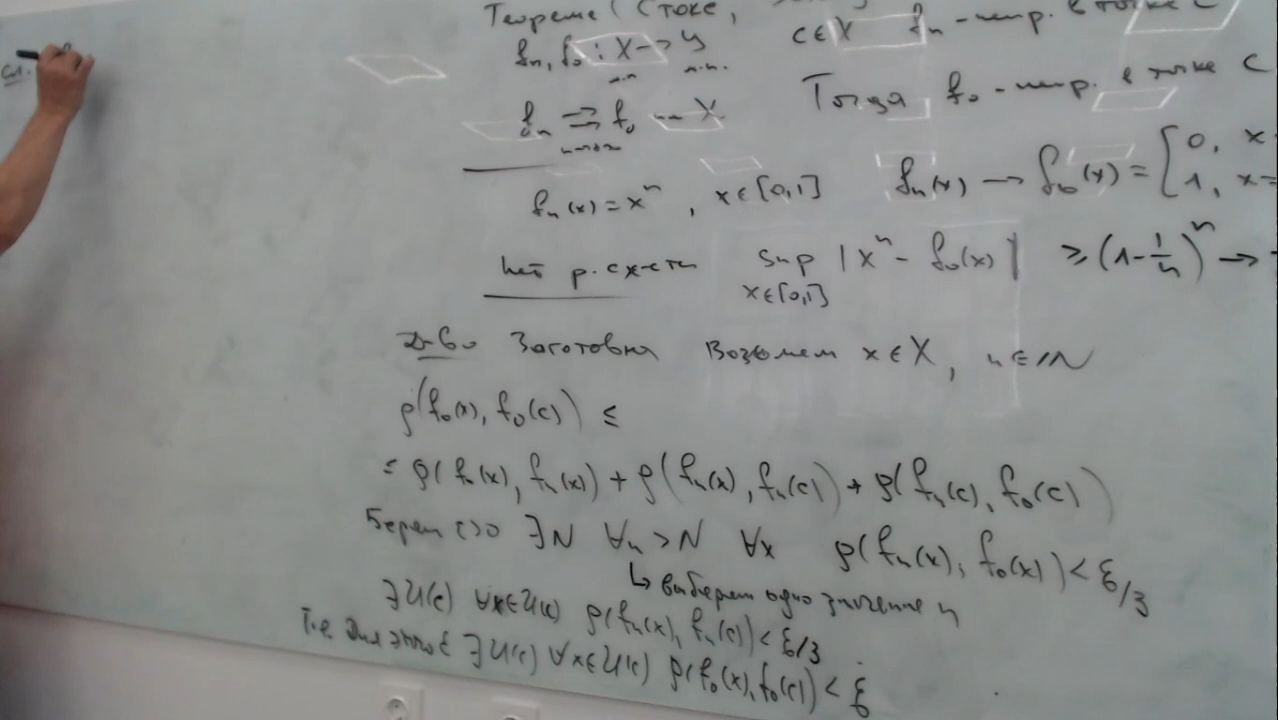 Сл.
Теорема (Стокс,
fₙ, f₀ : X → Y   c ∈ X   fₙ - непр. в точке c
м.п.   м.п.
fₙ ⇉ f₀ на X   Тогда f₀ - непр. в точке c
n→+∞
fₙ(x) = xⁿ, x ∈ [0,1]   fₙ(x) → f₀(x) = [ 0, x
1, x =
Нет р. сх-сти   sup |xⁿ - f₀(x)| ≥ (1 - 1/n)ⁿ →
x ∈ [0,1]
Д-во Заготовка Возьмем x ∈ X, n ∈ ℕ
ρ(f₀(x), f₀(c)) ≤
≤ ρ(f₀(x), fₙ(x)) + ρ(fₙ(x), fₙ(c)) + ρ(fₙ(c), f₀(c))
Берем ε>0 ∃N ∀n > N ∀x ρ(fₙ(x), f₀(x)) < ε/3
↳ выберем одно значение n
∃U(c) ∀x∈U(c) ρ(fₙ(x), fₙ(c)) < ε/3
Т.е. для этого ε ∃U(c) ∀x∈U(c) ρ(f₀(x), f₀(c)) < ε